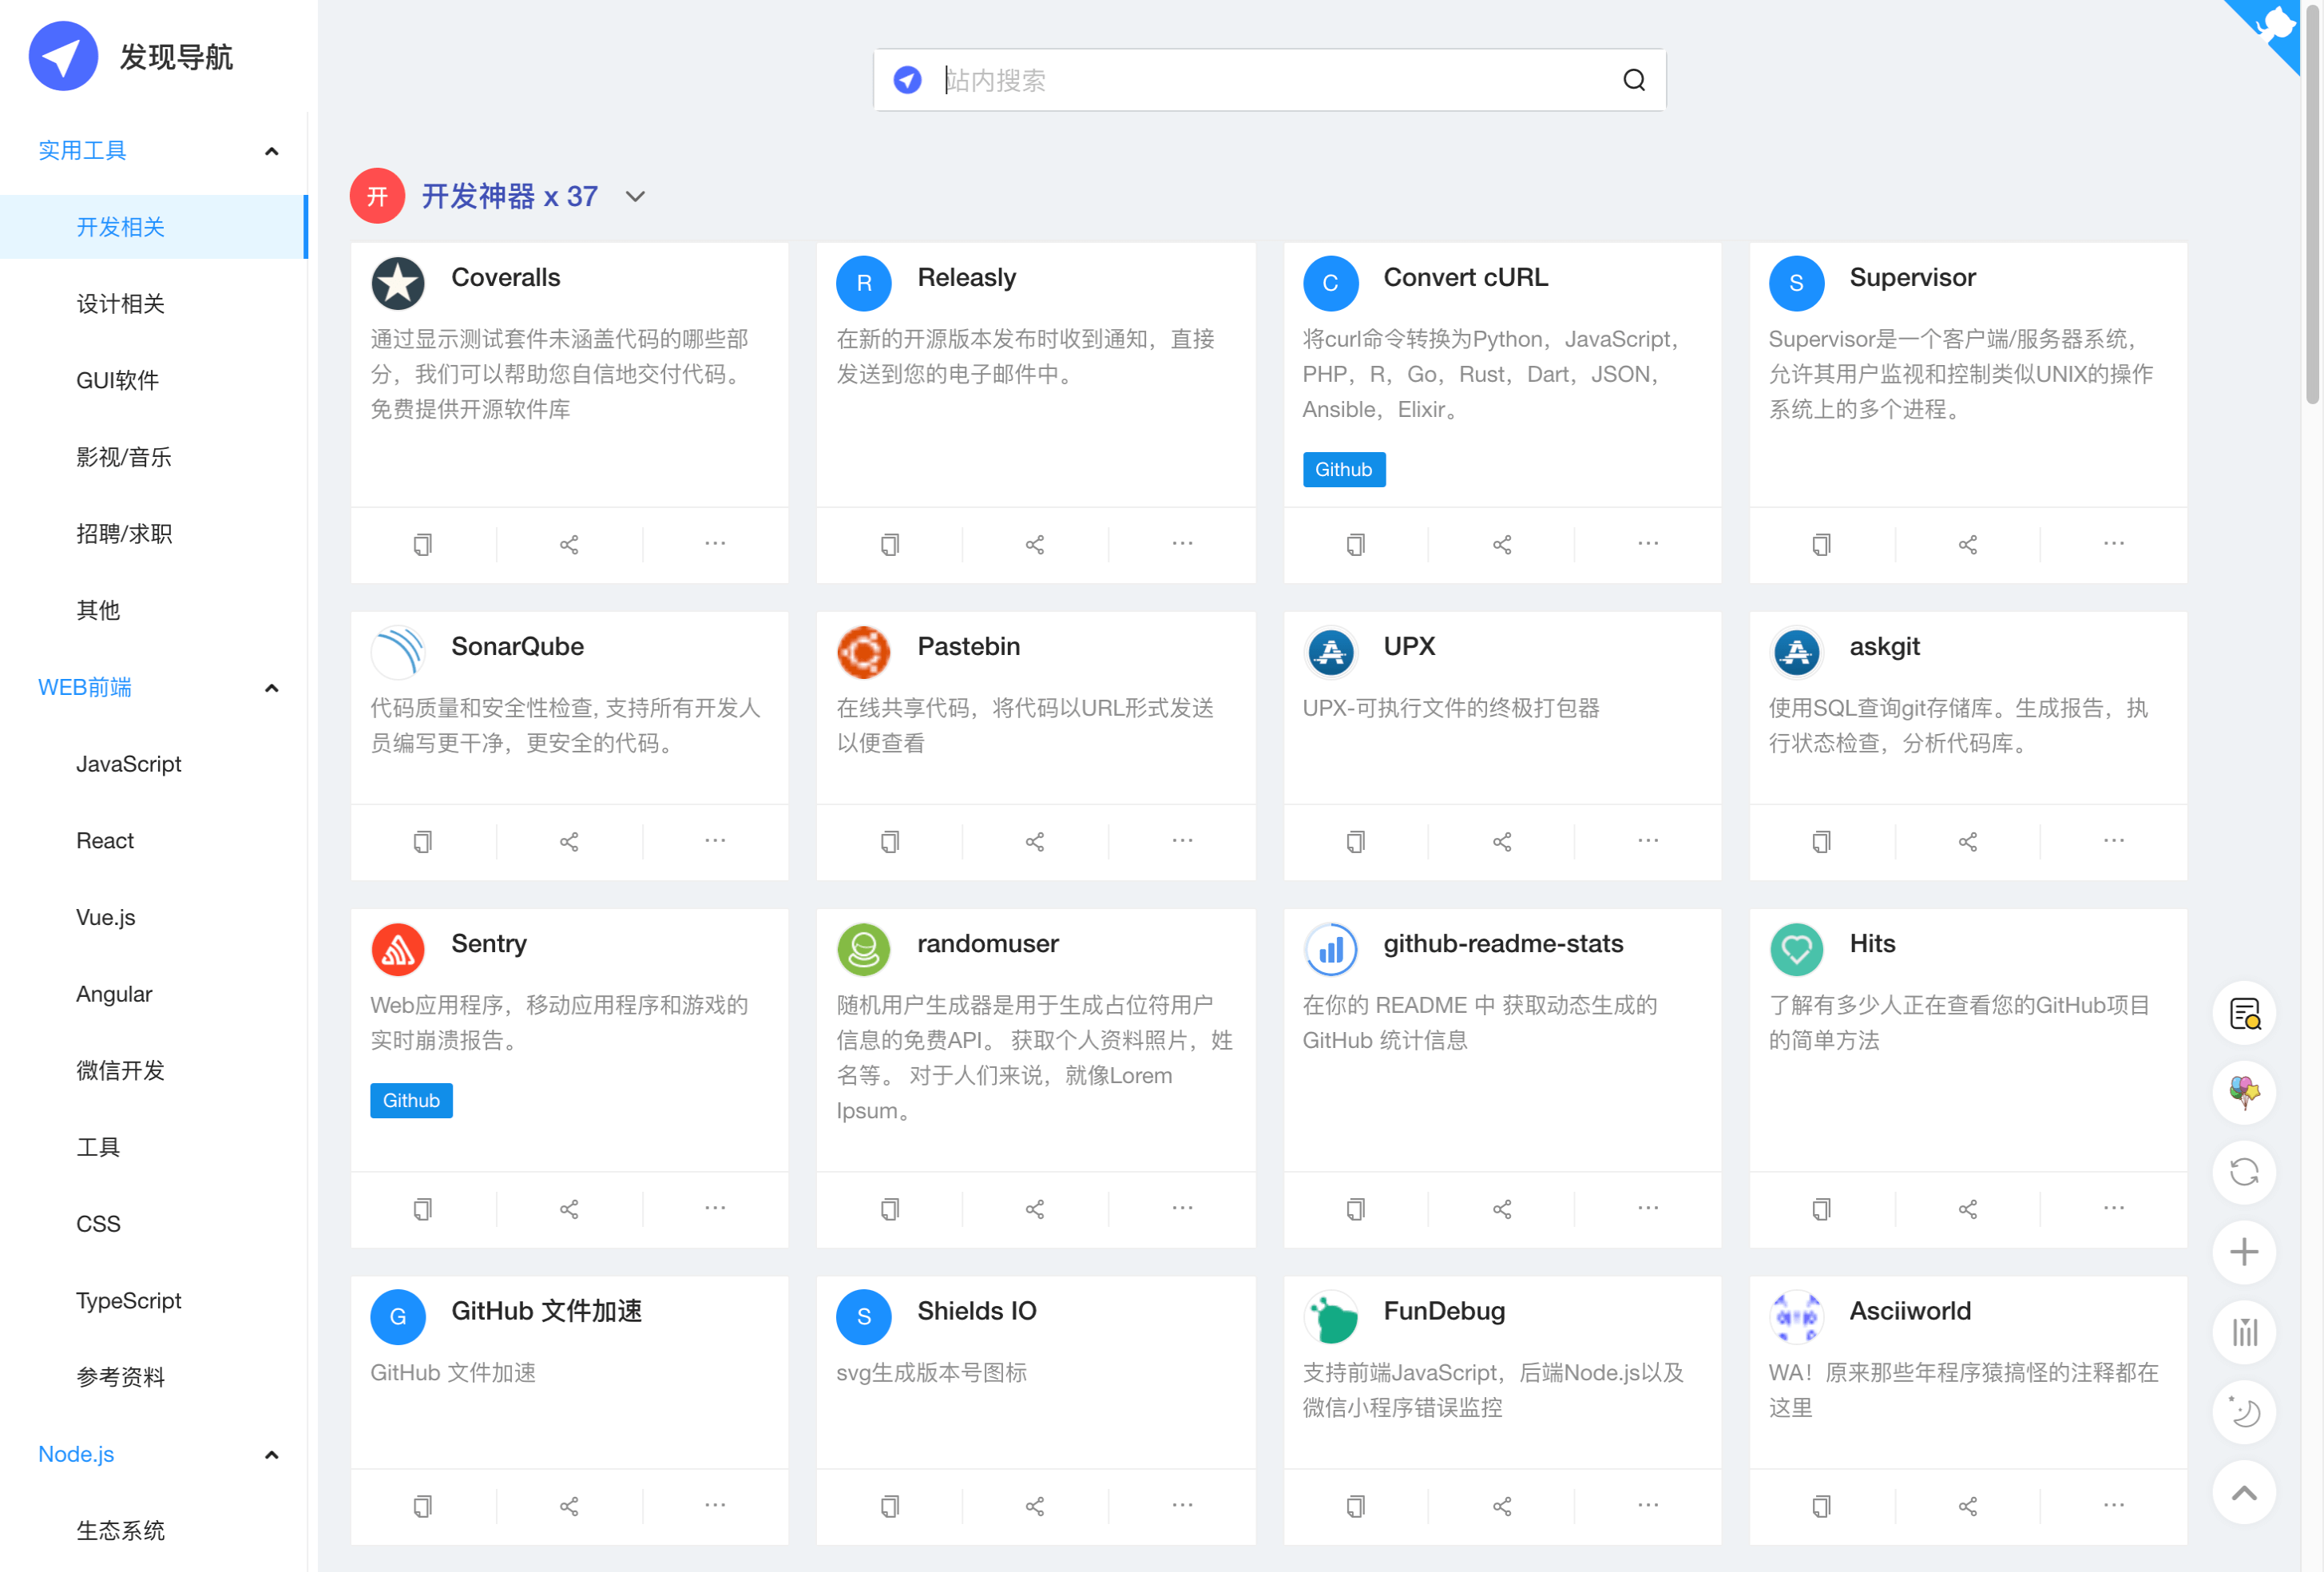 发现导航
站内搜索
实用工具
开发相关
设计相关
GUI软件
影视/音乐
招聘/求职
其他
WEB前端
JavaScript
React
Vue.js
Angular
微信开发
工具
CSS
TypeScript
参考资料
Node.js
生态系统
开 开发神器 x 37
Coveralls
通过显示测试套件未涵盖代码的哪些部
分，我们可以帮助您自信地交付代码。
免费提供开源软件库
R Releasly
在新的开源版本发布时收到通知，直接
发送到您的电子邮件中。
C Convert cURL
将curl命令转换为Python，JavaScript，
PHP，R，Go，Rust，Dart，JSON，
Ansible，Elixir。
Github
S Supervisor
Supervisor是一个客户端/服务器系统，
允许其用户监视和控制类似UNIX的操作
系统上的多个进程。
SonarQube
代码质量和安全性检查, 支持所有开发人
员编写更干净，更安全的代码。
Pastebin
在线共享代码，将代码以URL形式发送
以便查看
UPX
UPX-可执行文件的终极打包器
askgit
使用SQL查询git存储库。生成报告，执
行状态检查，分析代码库。
Sentry
Web应用程序，移动应用程序和游戏的
实时崩溃报告。
Github
randomuser
随机用户生成器是用于生成占位符用户
信息的免费API。 获取个人资料照片，姓
名等。 对于人们来说，就像Lorem
Ipsum。
github-readme-stats
在你的 README 中 获取动态生成的
GitHub 统计信息
Hits
了解有多少人正在查看您的GitHub项目
的简单方法
G GitHub 文件加速
GitHub 文件加速
S Shields IO
svg生成版本号图标
FunDebug
支持前端JavaScript，后端Node.js以及
微信小程序错误监控
Asciiworld
WA！原来那些年程序猿搞怪的注释都在
这里